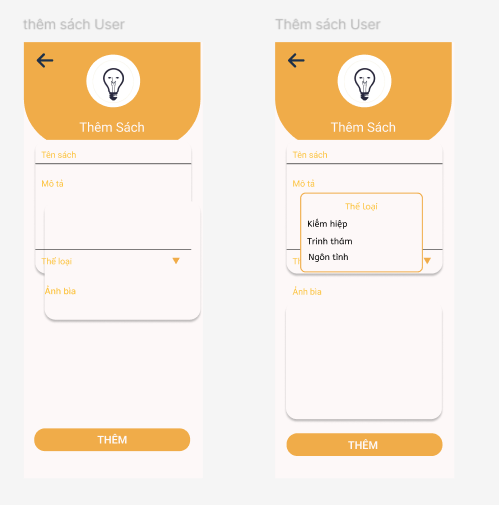 thêm sách User
Thêm Sách
Tên sách
Mô tả
Thể loại
Ảnh bìa
THÊM
Thêm sách User
Thêm Sách
Tên sách
Mô tả
Thể loại
Kiếm hiệp
Trinh thám
Ngôn tình
Th
Ảnh bìa
THÊM